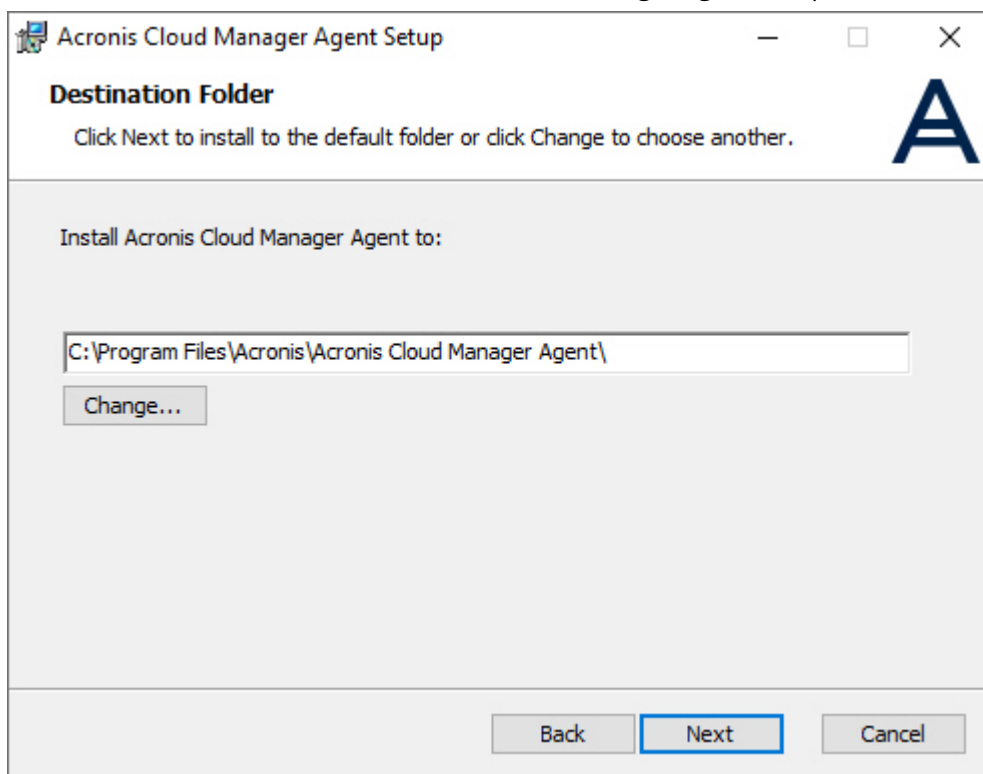 Acronis Cloud Manager Agent Setup
Destination Folder
Click Next to install to the default folder or click Change to choose another.
Install Acronis Cloud Manager Agent to:
C:\Program Files\Acronis\Acronis Cloud Manager Agent\
Change...
Back Next Cancel